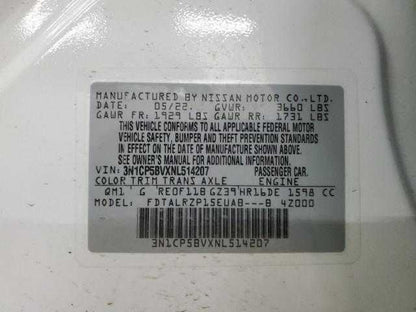 MANUFACTURED BY NISSAN MOTOR CO., LTD.
DATE: 05/22. GVWR: 3660 LBS
GAWR FR: 1929 LBS GAWR RR: 1731 LBS
THIS VEHICLE CONFORMS TO ALL APPLICABLE FEDERAL MOTOR
VEHICLE SAFETY, BUMPER AND THEFT PREVENTION STANDARDS
IN EFFECT ON THE DATE OF MANUFACTURE SHOWN ABOVE.
SEE OWNER'S MANUAL FOR ADDITIONAL INFORMATION.
VIN: 3N1CP5BVXNL514207 PASSENGER CAR.
COLOR TRIM TRANS AXLE ENGINE
QM1 G RE0F11B GZ39 HR16DE 1598 CC
MODEL: FDTALRZP15EUAB---B 42000
3N1CP5BVXNL514207